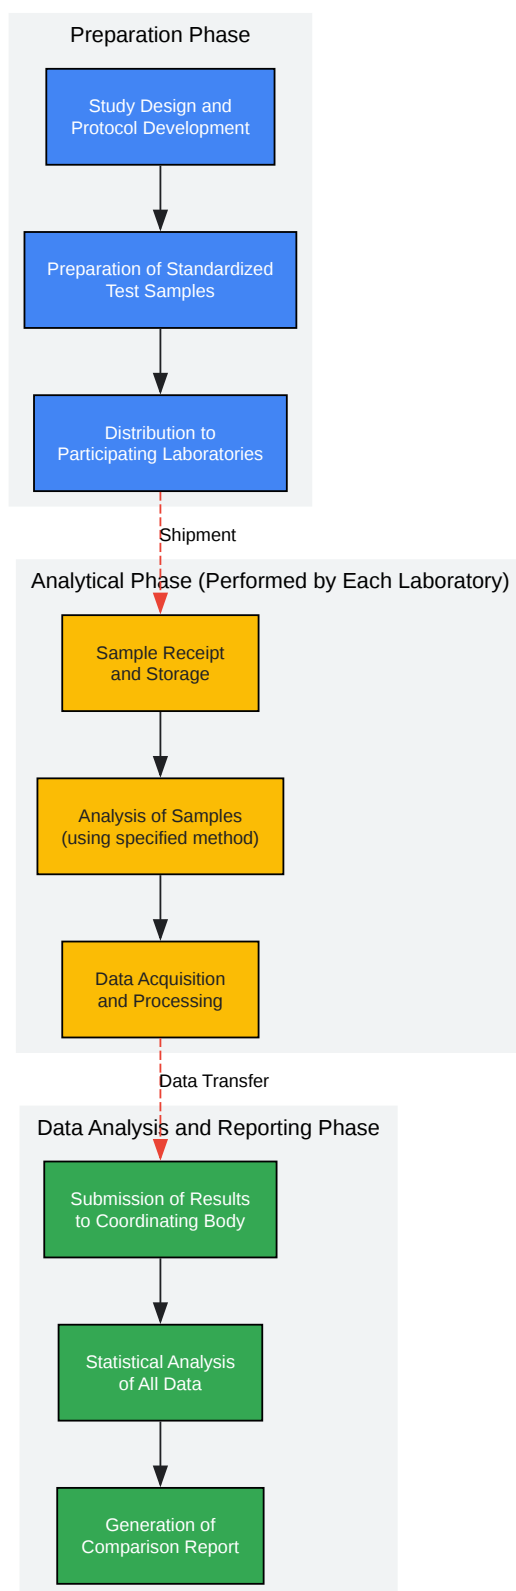 Preparation Phase
Study Design and
Protocol Development
Preparation of Standardized
Test Samples
Distribution to
Participating Laboratories
Shipment
Analytical Phase (Performed by Each Laboratory)
Sample Receipt
and Storage
Analysis of Samples
(using specified method)
Data Acquisition
and Processing
Data Transfer
Data Analysis and Reporting Phase
Submission of Results
to Coordinating Body
Statistical Analysis
of All Data
Generation of
Comparison Report